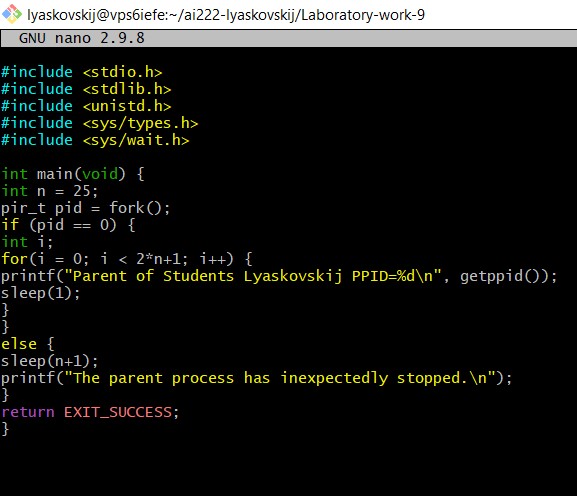 lyaskovskij@vps6iefe:~/ai222-lyaskovskij/Laboratory-work-9
GNU nano 2.9.8
#include <stdio.h>
#include <stdlib.h>
#include <unistd.h>
#include <sys/types.h>
#include <sys/wait.h>
int main(void) {
int n = 25;
pir_t pid = fork();
if (pid == 0) {
int i;
for(i = 0; i < 2*n+1; i++) {
printf("Parent of Students Lyaskovskij PPID=%d\n", getppid());
sleep(1);
}
}
else {
sleep(n+1);
printf("The parent process has inexpectedly stopped.\n");
}
return EXIT_SUCCESS;
}